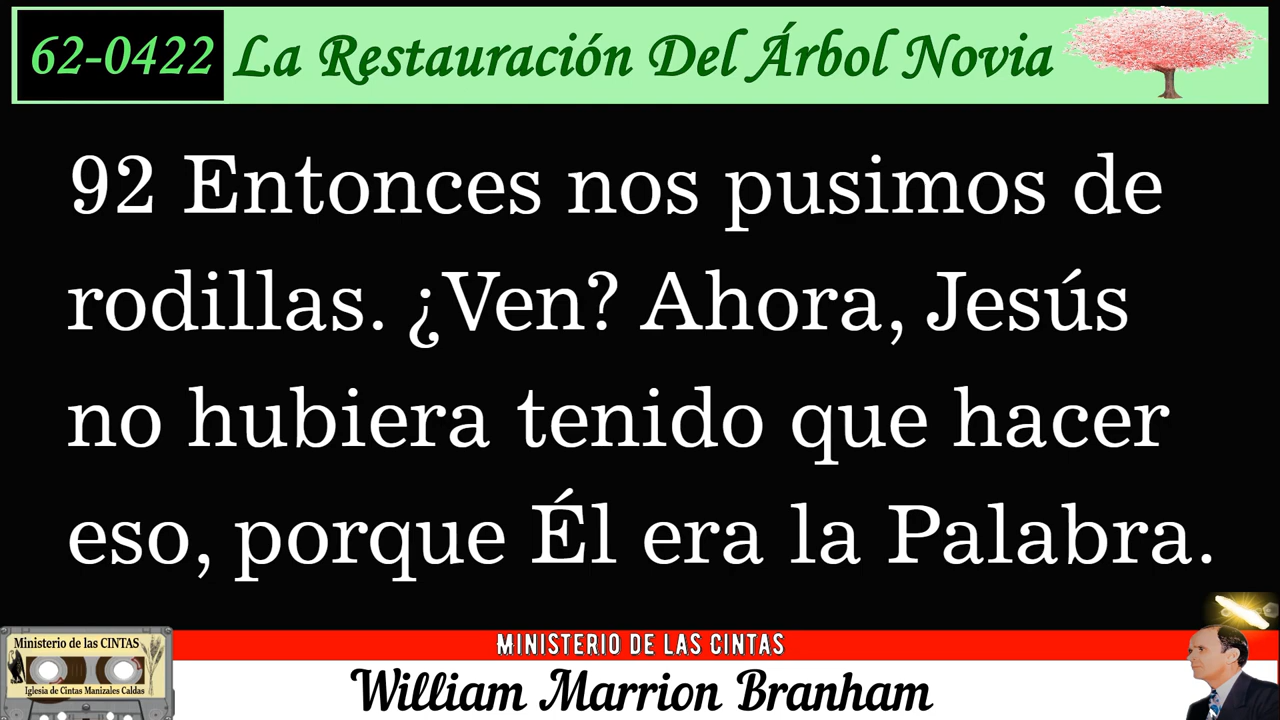 62-0422 La Restauración Del Árbol Novia
92 Entonces nos pusimos de
rodillas. ¿Ven? Ahora, Jesús
no hubiera tenido que hacer
eso, porque Él era la Palabra.
Ministerio de las CINTAS
Iglesia de Cintas Manizales Caldas
MINISTERIO DE LAS CINTAS
William Marrion Branham